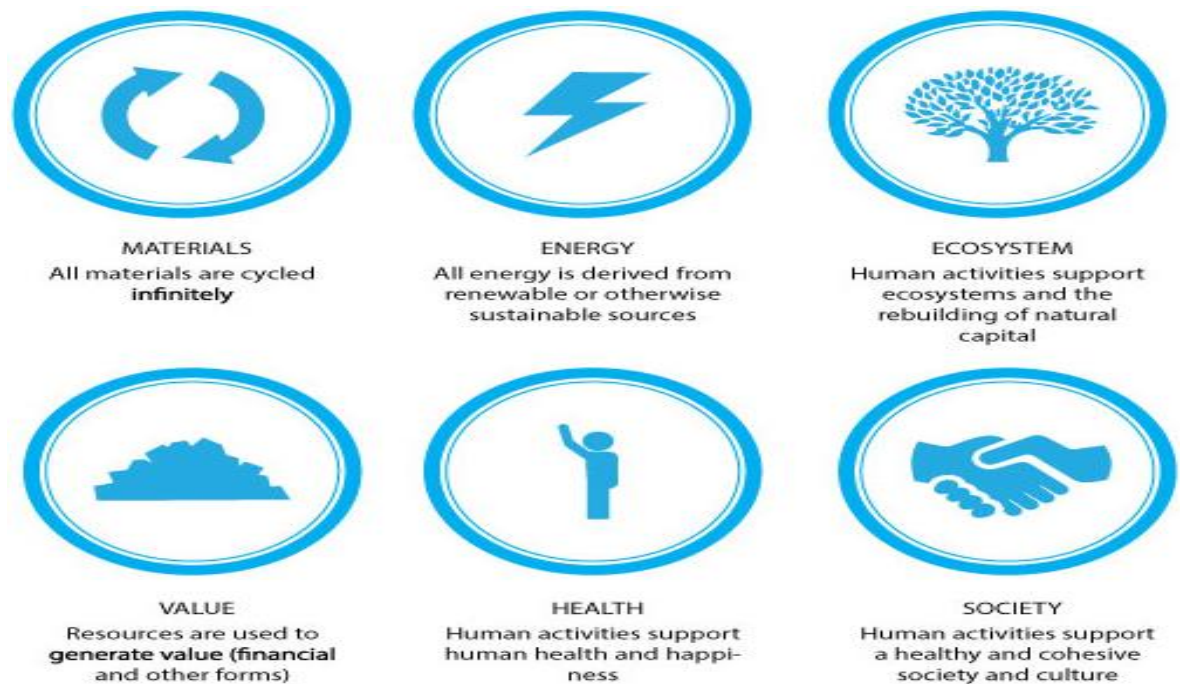 MATERIALS
All materials are cycled
infinitely
ENERGY
All energy is derived from
renewable or otherwise
sustainable sources
ECOSYSTEM
Human activities support
ecosystems and the
rebuilding of natural
capital
VALUE
Resources are used to
generate value (financial
and other forms)
HEALTH
Human activities support
human health and happi-
ness
SOCIETY
Human activities support
a healthy and cohesive
society and culture